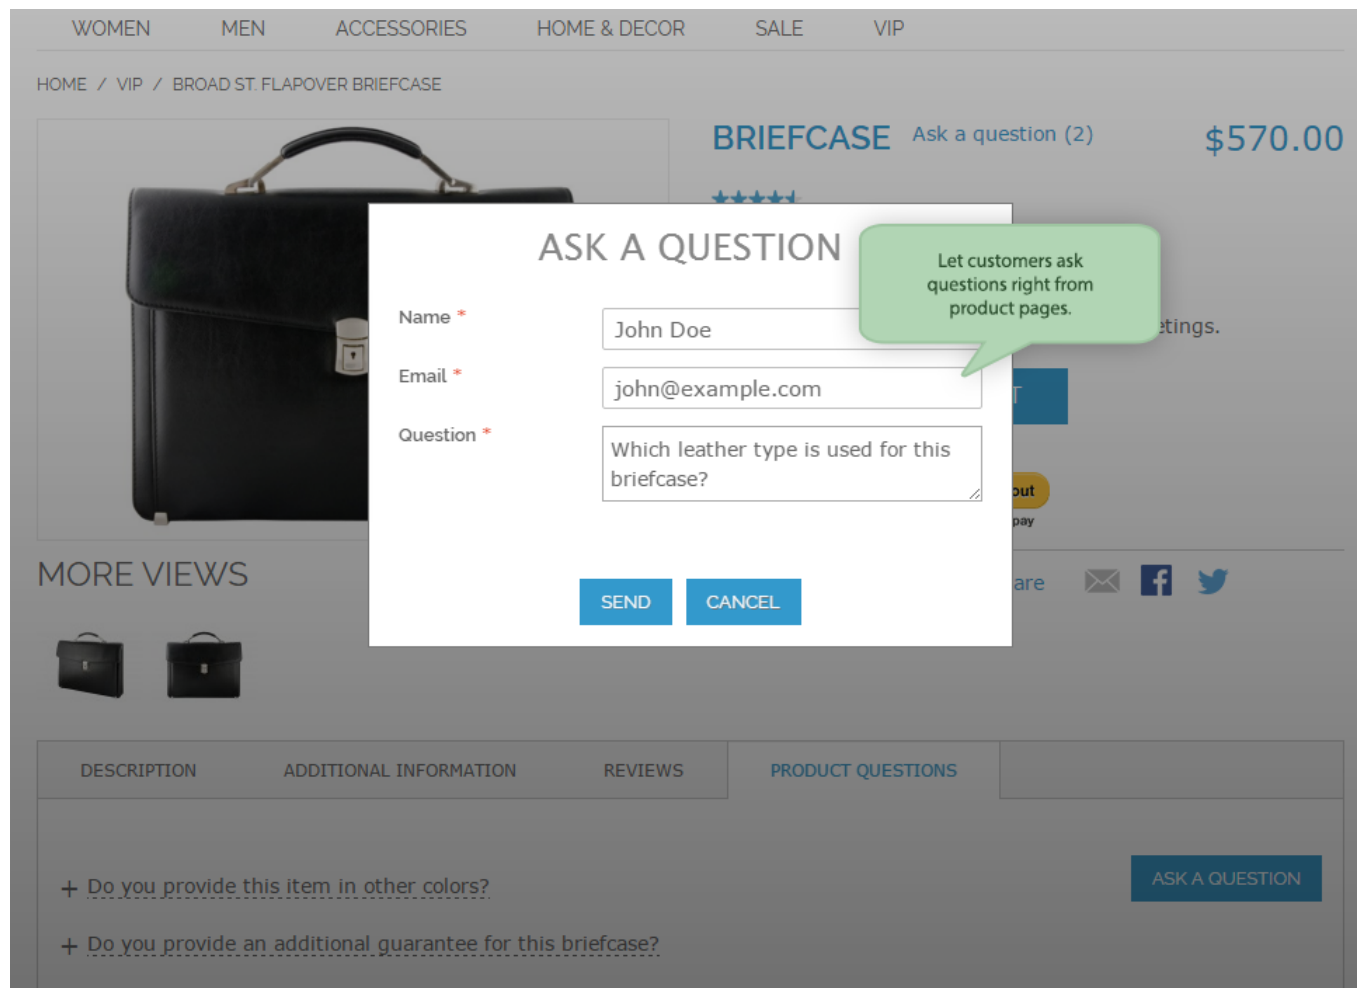 WOMEN MEN ACCESSORIES HOME & DECOR SALE VIP
HOME / VIP / BROAD ST. FLAPOVER BRIEFCASE
BRIEFCASE Ask a question (2) $570.00
ASK A QUESTION
Let customers ask
questions right from
product pages.
Name *
John Doe
Email *
john@example.com
Question *
Which leather type is used for this
briefcase?
SEND CANCEL
pay
MORE VIEWS
DESCRIPTION ADDITIONAL INFORMATION REVIEWS PRODUCT QUESTIONS
+ Do you provide this item in other colors?
ASK A QUESTION
+ Do you provide an additional guarantee for this briefcase?